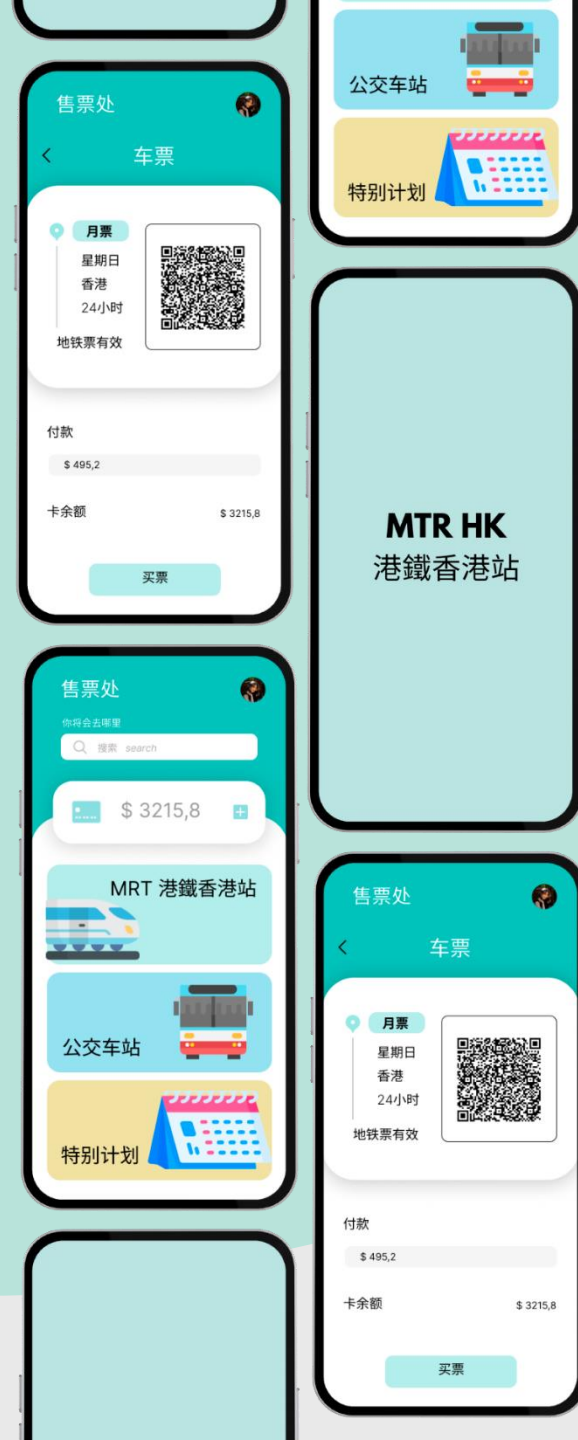 售票处
车票
月票
星期日
香港
24小时
地铁票有效
付款
$ 495,2
卡余额
$ 3215,8
买票
售票处
你将会去哪里
搜索 search
$ 3215,8
MRT 港鐵香港站
公交车站
特别计划
公交车站
特别计划
MTR HK
港鐵香港站
售票处
车票
月票
星期日
香港
24小时
地铁票有效
付款
$ 495,2
卡余额
$ 3215,8
买票